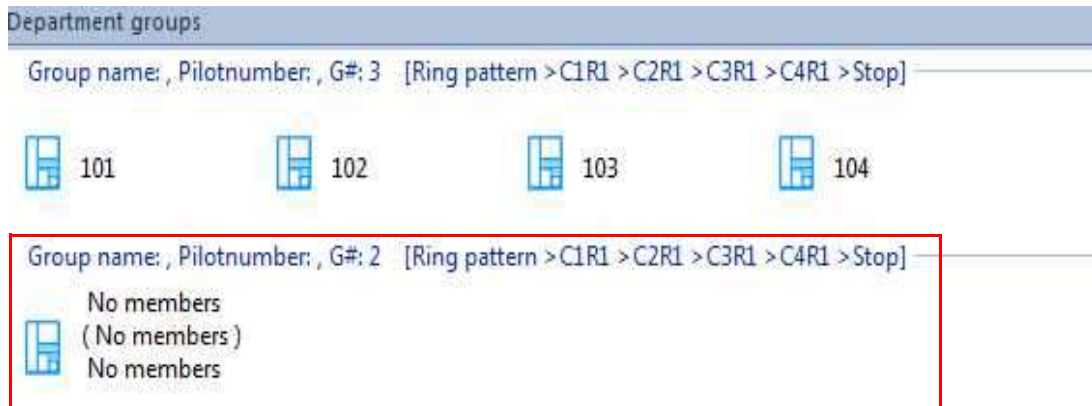 Department groups
Group name: , Pilotnumber: , G#: 3 [Ring pattern >C1R1 >C2R1 >C3R1 >C4R1 >Stop]
101 102 103 104
Group name: , Pilotnumber: , G#: 2 [Ring pattern >C1R1 >C2R1 >C3R1 >C4R1 >Stop]
No members
( No members )
No members